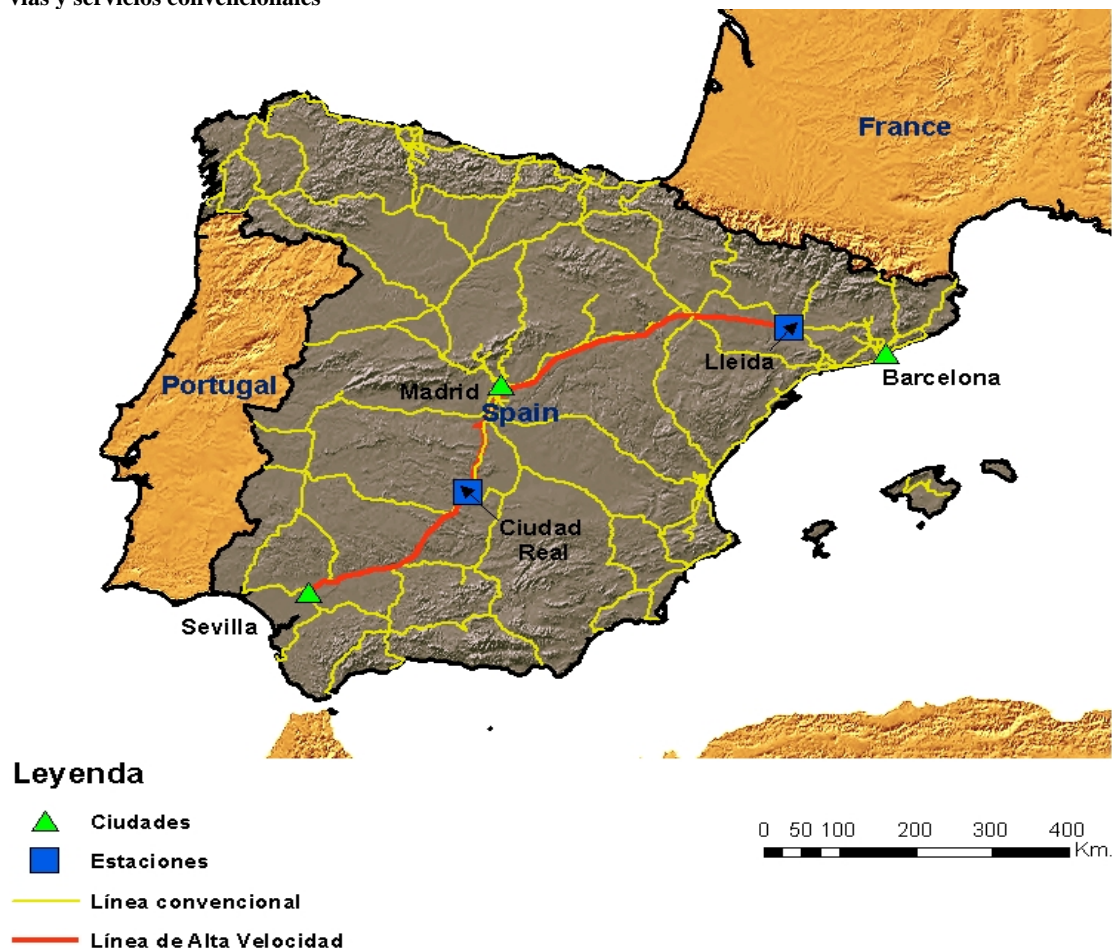 vías y servicios convencionales
France
Portugal
Madrid
Spain
Lleida
Barcelona
Ciudad
Real
Sevilla
Leyenda
Ciudades
Estaciones
Línea convencional
Línea de Alta Velocidad
0 50 100 200 300 400
Km.